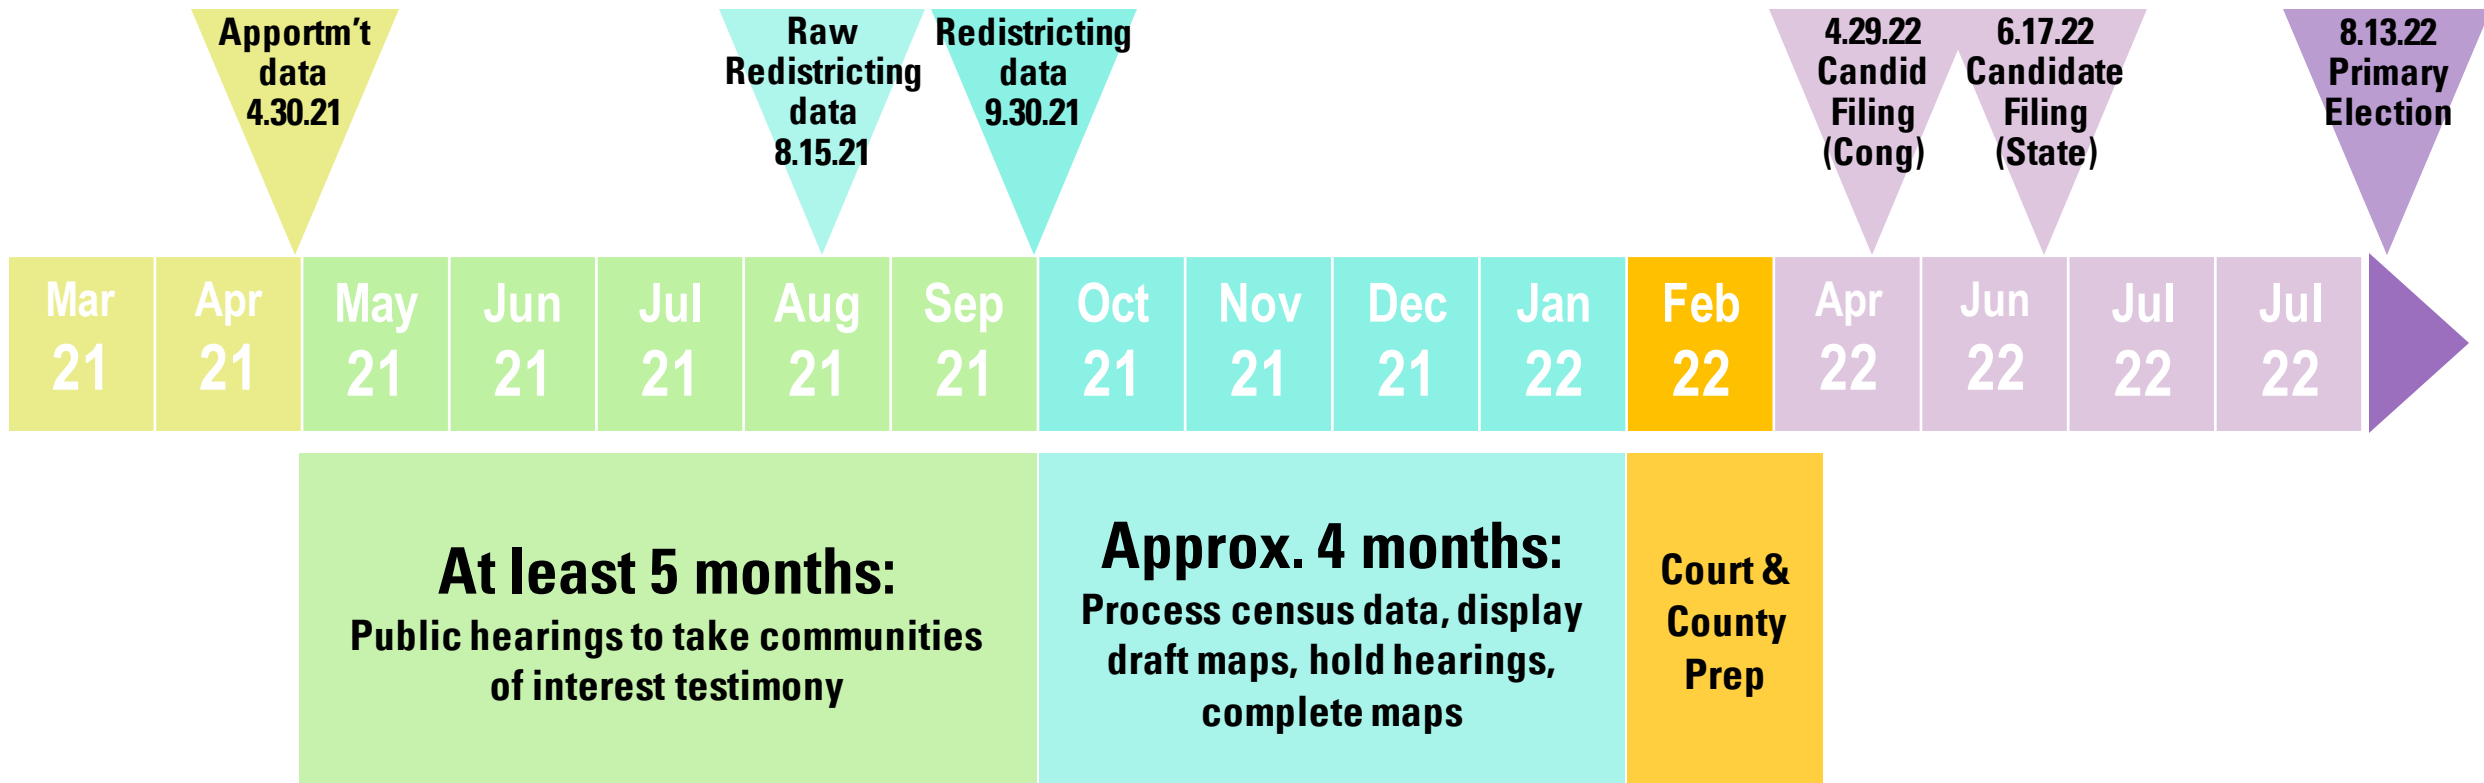 Apportm't
data
4.30.21
Raw
Redistricting
data
8.15.21
Redistricting
data
9.30.21
4.29.22
Candid
Filing
(Cong)
6.17.22
Candidate
Filing
(State)
8.13.22
Primary
Election
Mar
21
Apr
21
May
21
Jun
21
Jul
21
Aug
21
Sep
21
Oct
21
Nov
21
Dec
21
Jan
22
Feb
22
Apr
22
Jun
22
Jul
22
Jul
22
At least 5 months:
Public hearings to take communities
of interest testimony
Approx. 4 months:
Process census data, display
draft maps, hold hearings,
complete maps
Court &
County
Prep